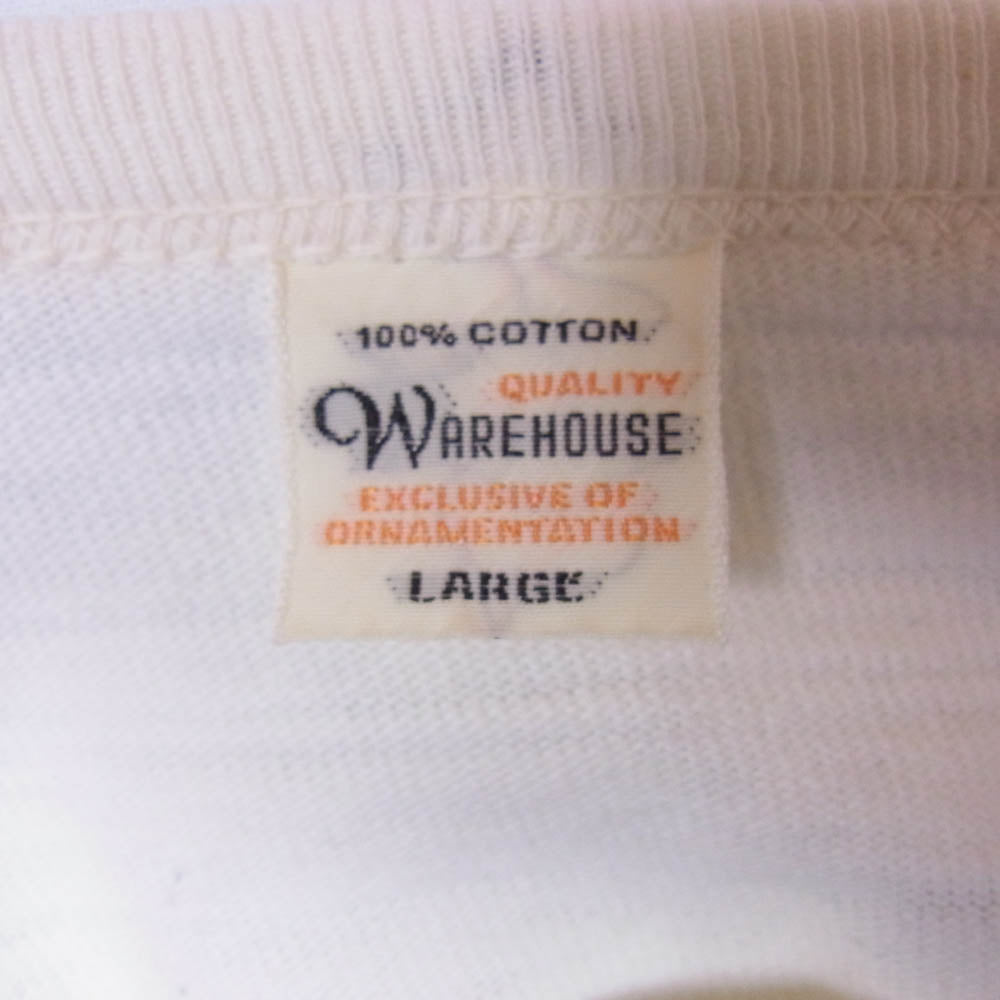 100% COTTON
QUALITY
WAREHOUSE
EXCLUSIVE OF
ORNAMENTATION
LARGE